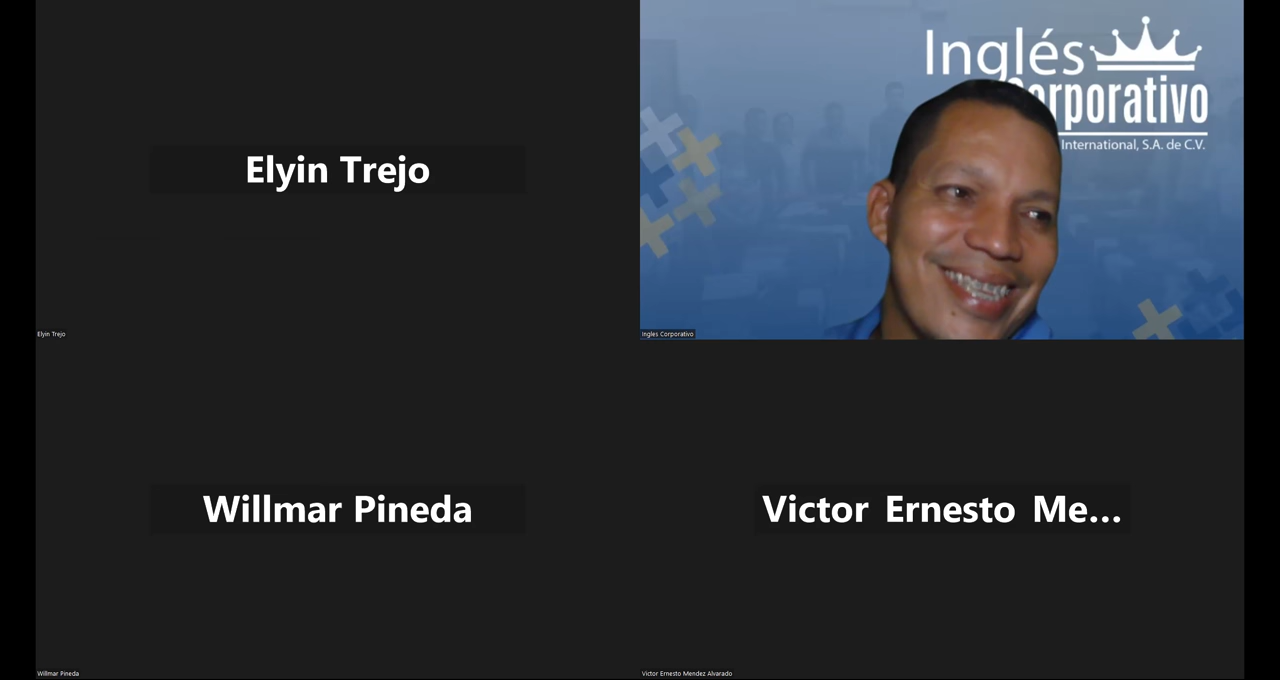 Elyin Trejo
Elyin Trejo
Inglés
Corporativo
International, S.A. de C.V.
Ingles Corporativo
Willmar Pineda
Willmar Pineda
Victor Ernesto Me...
Victor Ernesto Mendez Alvarado